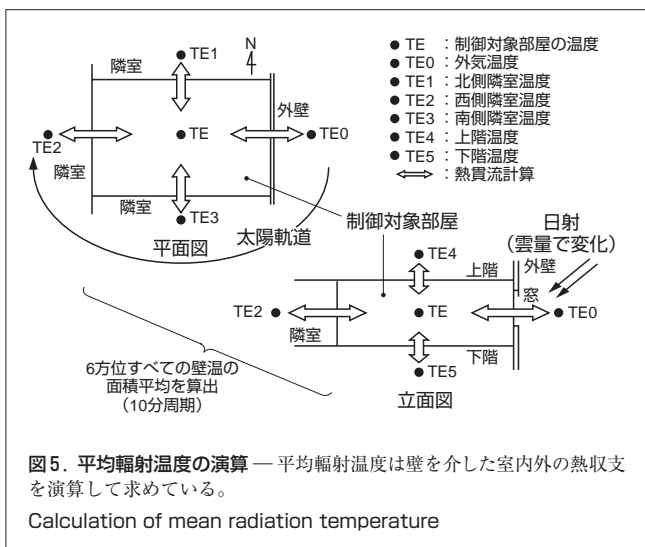 隣室
TE1
N
外壁
TE2
TE
TE0
隣室
隣室
TE3
平面図
太陽軌道
制御対象部屋
● TE ：制御対象部屋の温度
● TE0 ：外気温度
● TE1 ：北側隣室温度
● TE2 ：西側隣室温度
● TE3 ：南側隣室温度
● TE4 ：上階温度
● TE5 ：下階温度
⇔ ：熱貫流計算
日射
（雲量で変化）
TE4
上階
外壁
窓
TE2
TE
TE0
隣室
下階
TE5
立面図
6方位すべての壁温の
面積平均を算出
（10分周期）
図5．平均輻射温度の演算 ― 平均輻射温度は壁を介した室内外の熱収支
を演算して求めている。
Calculation of mean radiation temperature